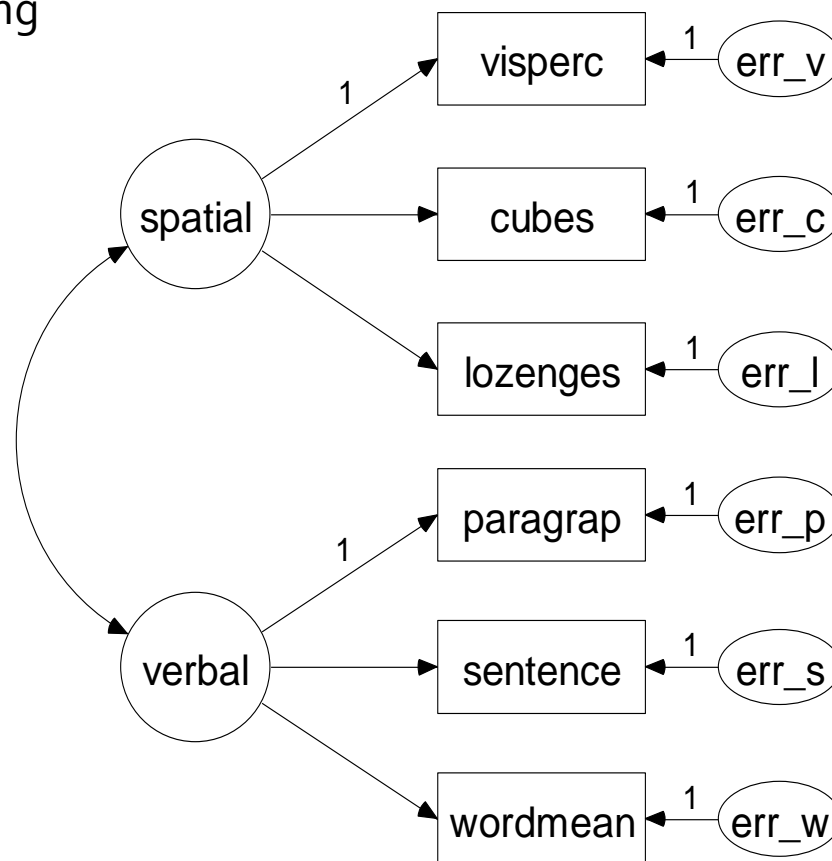 ng
1
visperc
1
err_v
spatial
cubes
1
err_c
lozenges
1
err_l
1
paragrap
1
err_p
verbal
sentence
1
err_s
wordmean
1
err_w